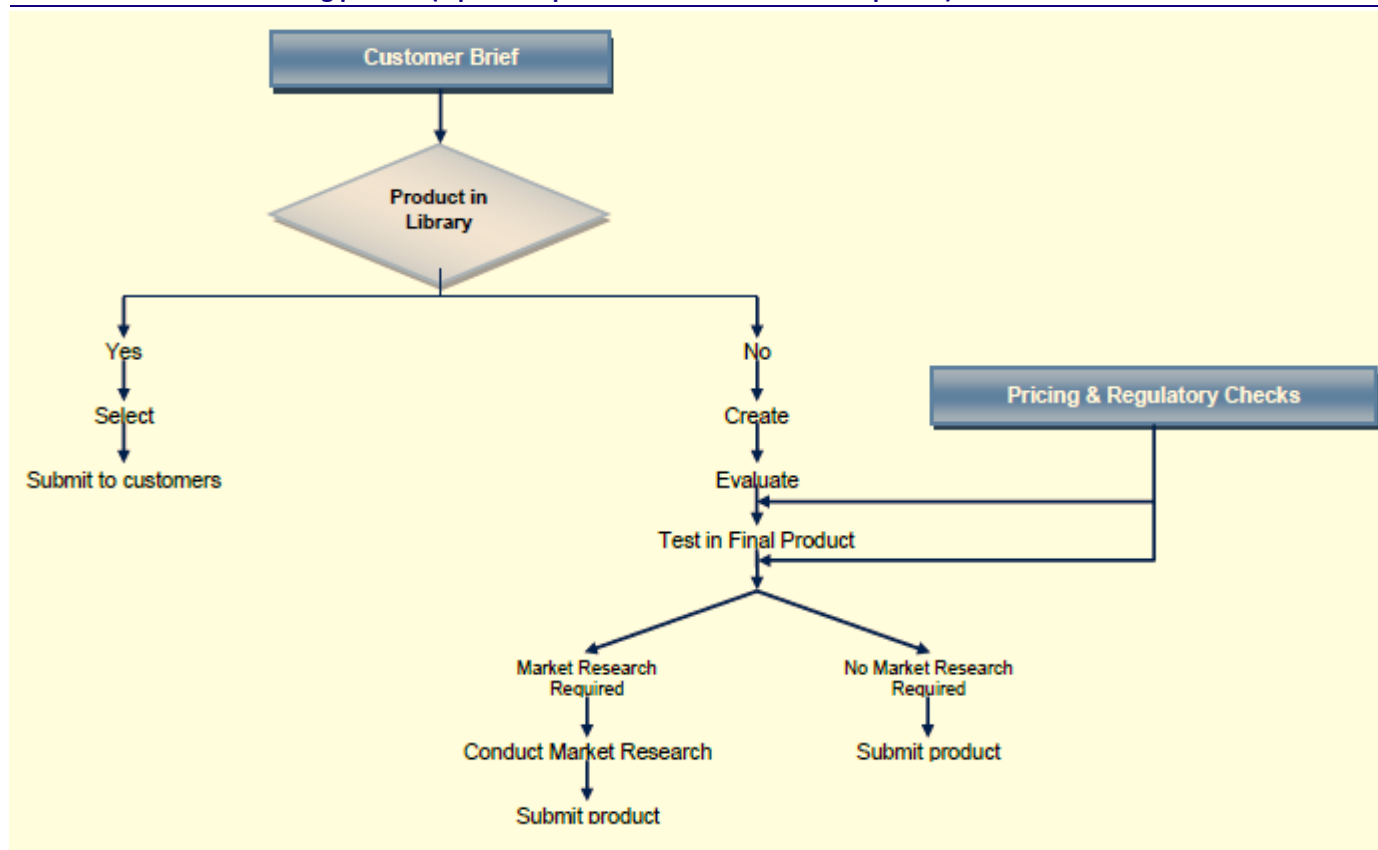 Customer Brief
Product in
Library
Yes
No
Pricing & Regulatory Checks
Select
Create
Submit to customers
Evaluate
Test in Final Product
Market Research
Required
No Market Research
Required
Conduct Market Research
Submit product
Submit product